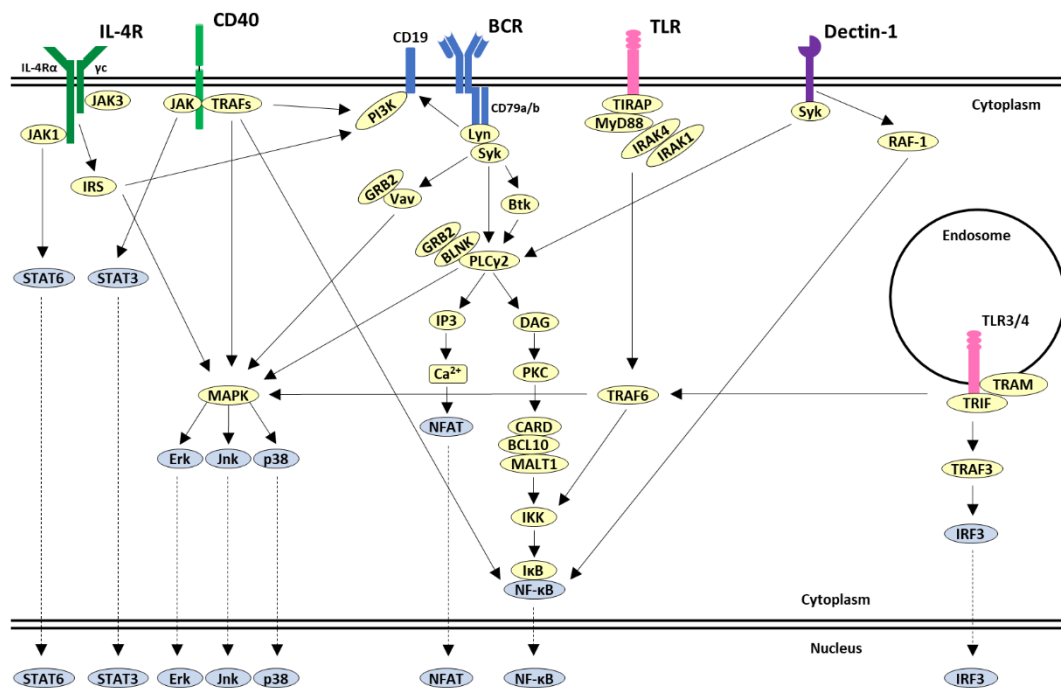 IL-4R
CD40
CD19
BCR
TLR
Dectin-1
IL-4Rα
γc
JAK3
JAK
TRAFs
PI3K
CD79a/b
TIRAP
Cytoplasm
JAK1
Lyn
MyD88
IRAK4
IRAK1
Syk
RAF-1
Syk
IRS
GRB2
Vav
Btk
GRB2
BLNK
PLCγ2
Endosome
STAT6
STAT3
IP3
DAG
TLR3/4
Ca2+
PKC
TRAM
MAPK
TRAF6
TRIF
NFAT
CARD
BCL10
MALT1
Erk
Jnk
p38
TRAF3
IKK
IRF3
IκB
NF-κB
Cytoplasm
Nucleus
STAT6
STAT3
Erk
Jnk
p38
NFAT
NF-κB
IRF3